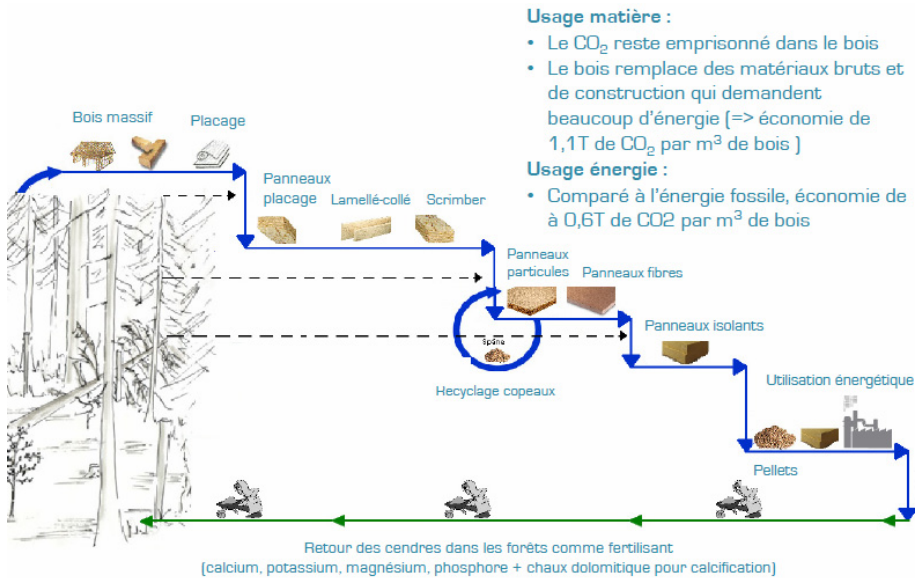 Usage matière :
• Le CO₂ reste emprisonné dans le bois
• Le bois remplace des matériaux bruts et
de construction qui demandent
beaucoup d'énergie (=> économie de
1,1T de CO₂ par m³ de bois )
Usage énergie :
• Comparé à l'énergie fossile, économie de
à 0,6T de CO2 par m³ de bois
Bois massif
Placage
Panneaux
placage
Lamellé-collé
Scrimber
Panneaux
particules
Panneaux fibres
Späne
Hecyclage copeaux
Panneaux isolants
Utilisation énergétique
Pellets
Retour des cendres dans les forêts comme fertilisant
(calcium, potassium, magnésium, phosphore + chaux dolomitique pour calcification)